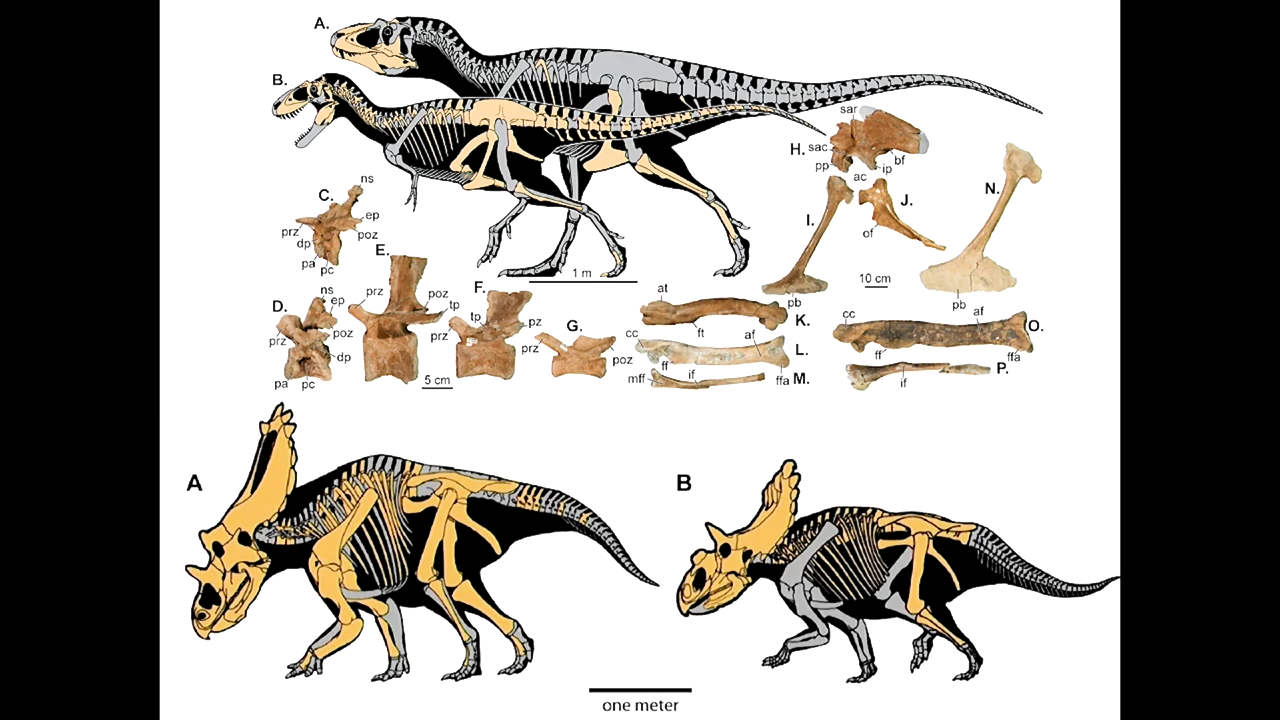 A.
B.
1 m
C.
ns
ep
prz
poz
dp
pa
pc
D.
ns
ep
prz
poz
dp
pa
pc
E.
prz
poz
tp
F.
tp
prz
pz
5 cm
G.
prz
poz
H.
sar
sac
pp
ac
ip
bf
I.
pb
J.
of
10 cm
N.
pb
at
ft
K.
cc
af
L.
ff
if
ffa
mff
M.
cc
af
O.
ff
ffa
if
P.
A
B
one meter